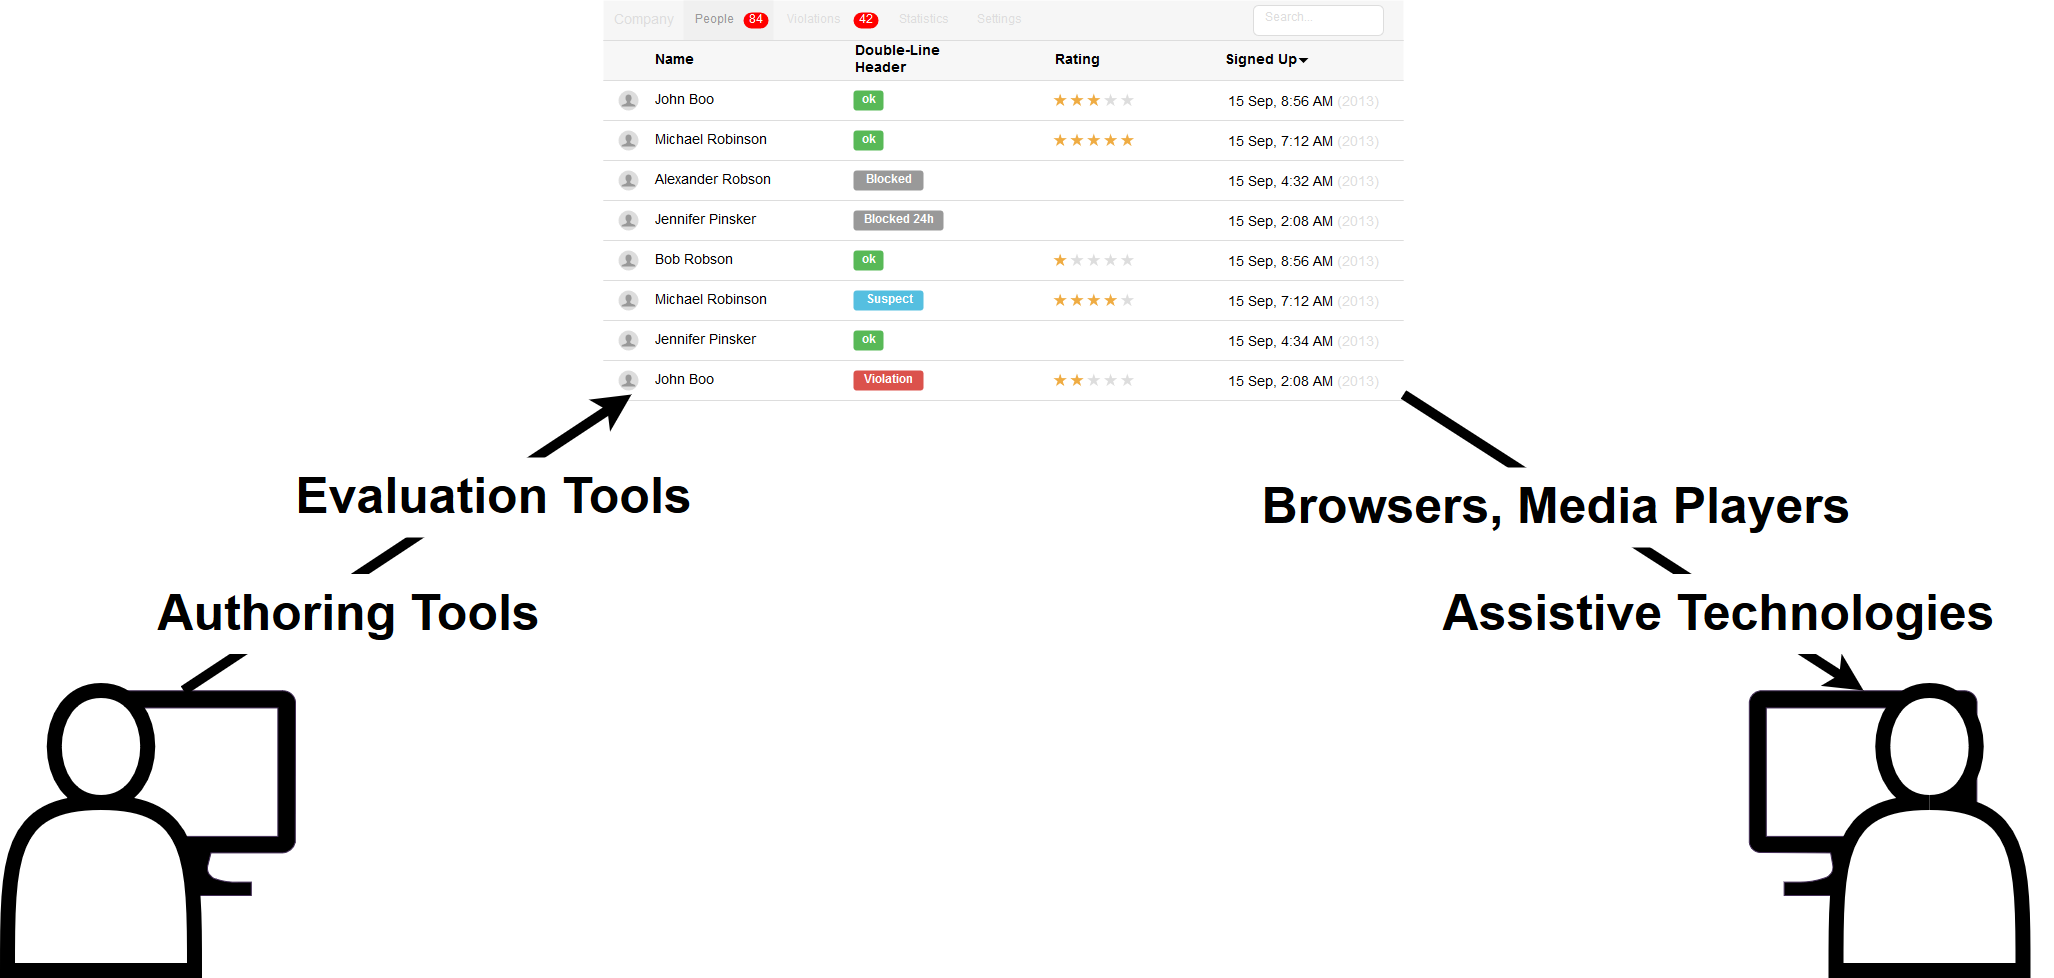 Company People 84 Violations 42 Statistics Settings Search...
Name Double-Line Header Rating Signed Up
John Boo ok 15 Sep, 8:56 AM (2013)
Michael Robinson ok 15 Sep, 7:12 AM (2013)
Alexander Robson Blocked 15 Sep, 4:32 AM (2013)
Jennifer Pinsker Blocked 24h 15 Sep, 2:08 AM (2013)
Bob Robson ok 15 Sep, 8:56 AM (2013)
Michael Robinson Suspect 15 Sep, 7:12 AM (2013)
Jennifer Pinsker ok 15 Sep, 4:34 AM (2013)
John Boo Violation 15 Sep, 2:08 AM (2013)
Evaluation Tools
Browsers, Media Players
Authoring Tools
Assistive Technologies